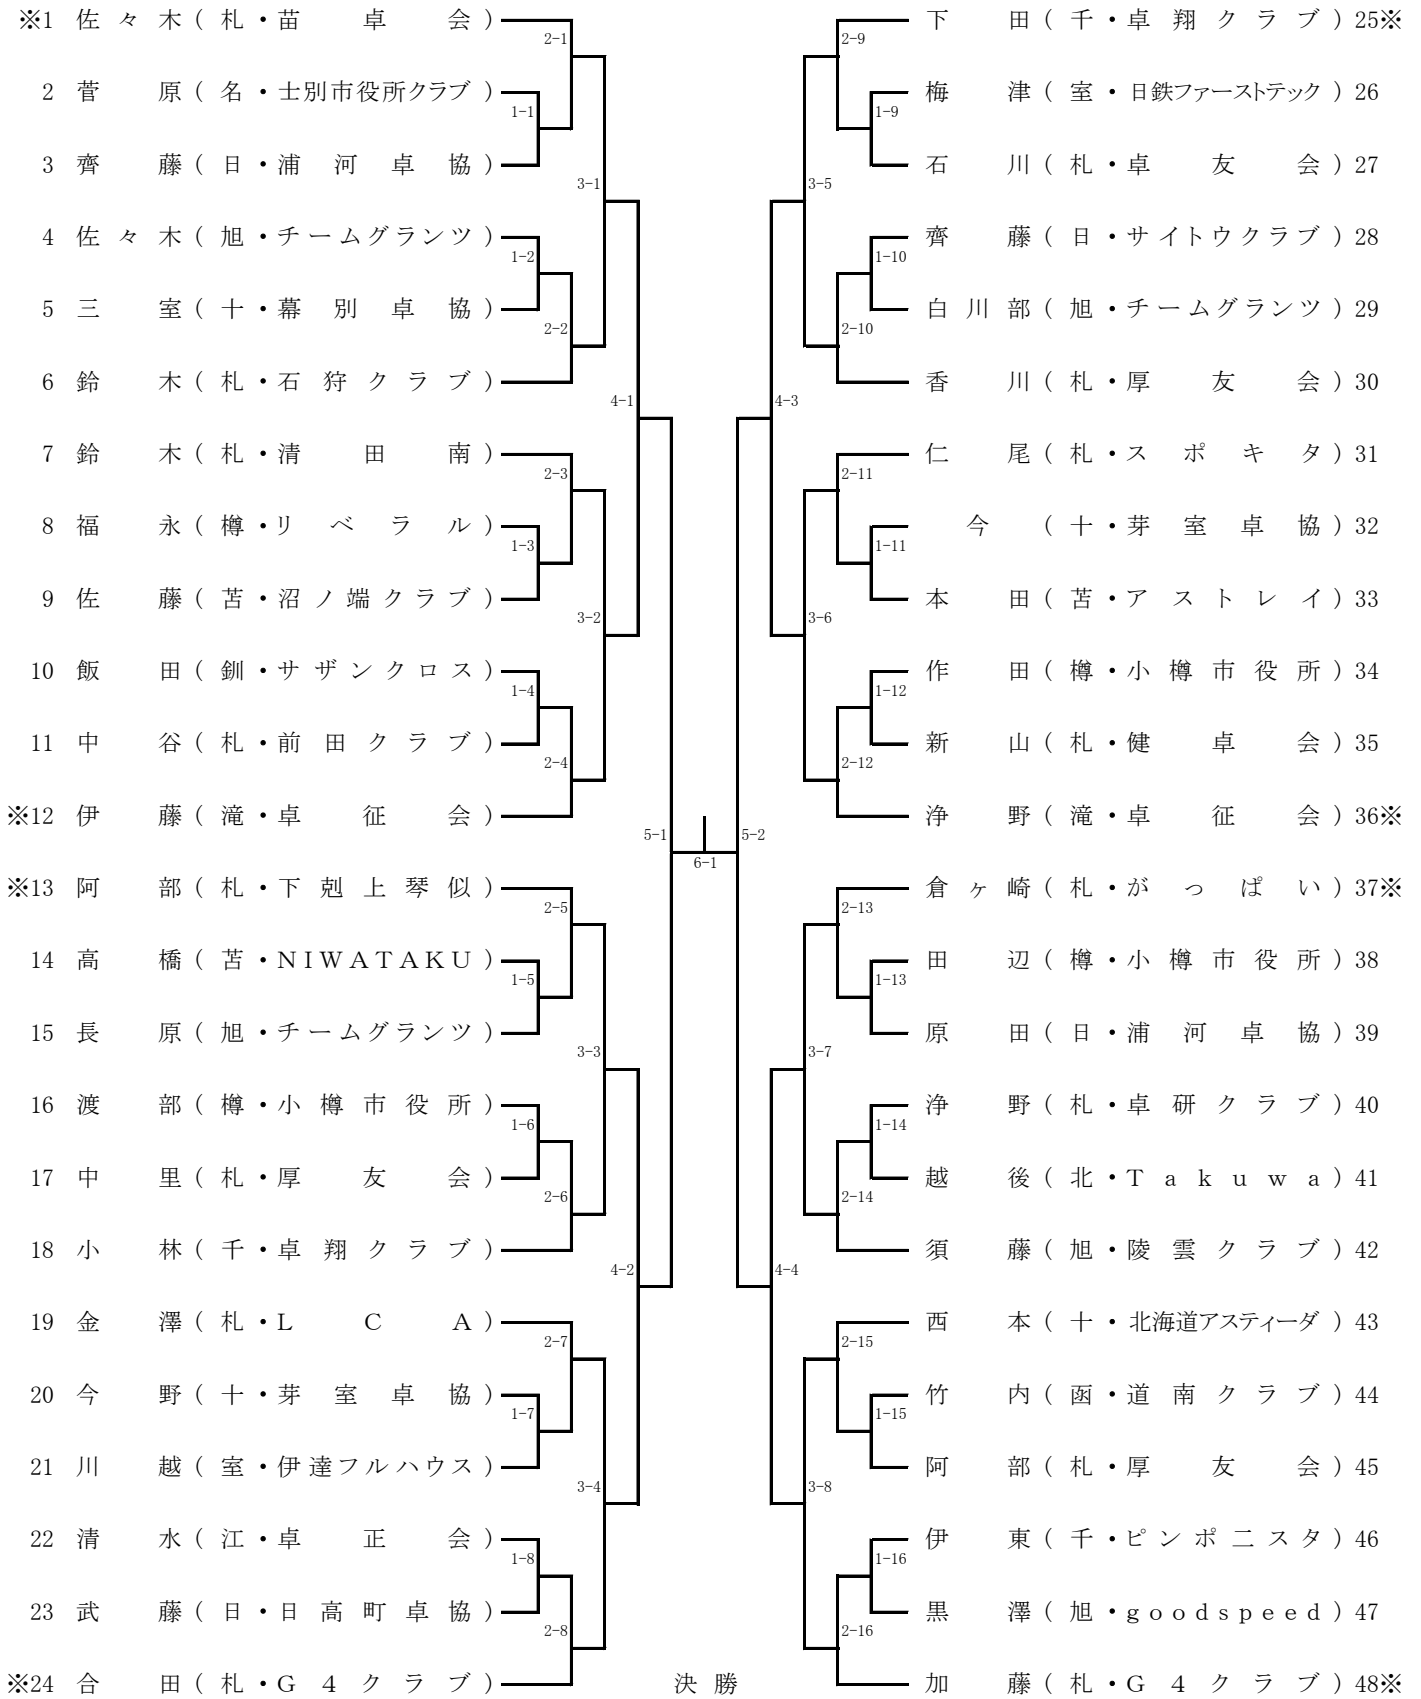 ※1 佐々木(札・苗卓会)
2-1
2 菅原(名・士別市役所クラブ)
1-1
3 齊藤(日・浦河卓協)
3-1
4 佐々木(旭・チームグランツ)
1-2
5 三室(十・幕別卓協)
2-2
6 鈴木(札・石狩クラブ)
4-1
7 鈴木(札・清田南)
2-3
8 福永(樽・リベラル)
1-3
9 佐藤(苫・沼ノ端クラブ)
3-2
10 飯田(釧・サザンクロス)
1-4
11 中谷(札・前田クラブ)
2-4
※12 伊藤(滝・卓征会)
5-1
※13 阿部(札・下剋上琴似)
2-5
14 高橋(苫・NIWATAKU)
1-5
15 長原(旭・チームグランツ)
3-3
16 渡部(樽・小樽市役所)
1-6
17 中里(札・厚友会)
2-6
18 小林(千・卓翔クラブ)
4-2
19 金澤(札・LCA)
2-7
20 今野(十・芽室卓協)
1-7
21 川越(室・伊達フルハウス)
3-4
22 清水(江・卓正会)
1-8
23 武藤(日・日高町卓協)
2-8
※24 合田(札・G4クラブ)
6-1
決勝
下田(千・卓翔クラブ)25※
2-9
梅津(室・日鉄ファーストテック)26
1-9
石川(札・卓友会)27
3-5
齊藤(日・サイトウクラブ)28
1-10
白川部(旭・チームグランツ)29
2-10
香川(札・厚友会)30
4-3
仁尾(札・スポキタ)31
2-11
今(十・芽室卓協)32
1-11
本田(苫・アストレイ)33
3-6
作田(樽・小樽市役所)34
1-12
新山(札・健卓会)35
2-12
浄野(滝・卓征会)36※
5-2
倉ヶ崎(札・がっぱい)37※
2-13
田辺(樽・小樽市役所)38
1-13
原田(日・浦河卓協)39
3-7
浄野(札・卓研クラブ)40
1-14
越後(北・Takuwa)41
2-14
須藤(旭・陵雲クラブ)42
4-4
西本(十・北海道アスティーダ)43
2-15
竹内(函・道南クラブ)44
1-15
阿部(札・厚友会)45
3-8
伊東(千・ピンポニスタ)46
1-16
黒澤(旭・goodspeed)47
2-16
加藤(札・G4クラブ)48※